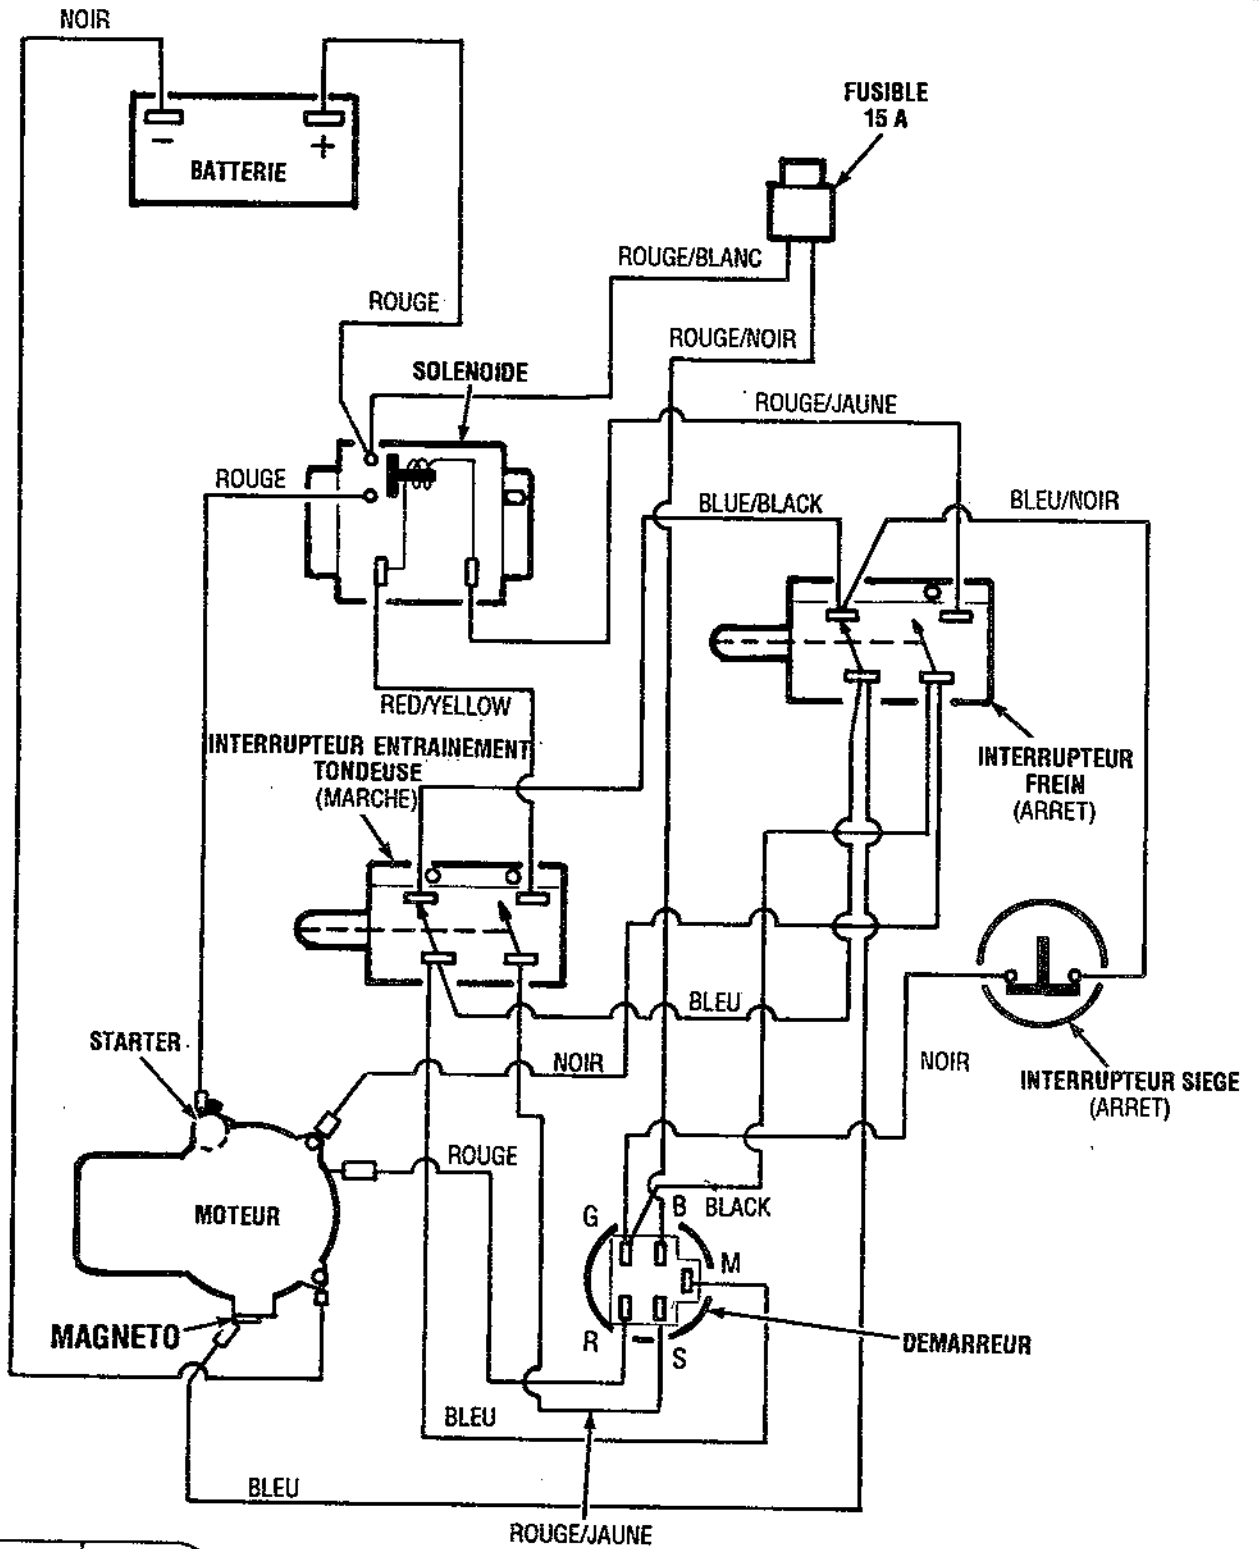 NOIR
BATTERIE
−
+
FUSIBLE
15 A
ROUGE/BLANC
ROUGE
ROUGE/NOIR
SOLENOIDE
ROUGE/JAUNE
ROUGE
BLUE/BLACK
BLEU/NOIR
RED/YELLOW
INTERRUPTEUR ENTRAINEMENT
TONDEUSE
(MARCHE)
INTERRUPTEUR
FREIN
(ARRET)
BLEU
NOIR
STARTER
NOIR
INTERRUPTEUR SIEGE
(ARRET)
ROUGE
MOTEUR
BLACK
G
B
M
R
S
MAGNETO
DEMARREUR
BLEU
BLEU
ROUGE/JAUNE